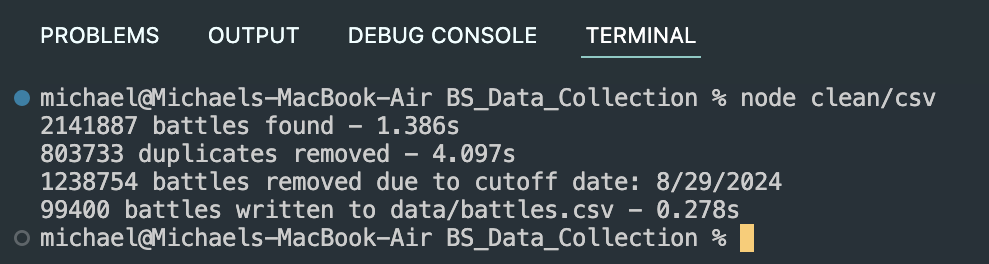 PROBLEMS OUTPUT DEBUG CONSOLE TERMINAL
michael@Michaels-MacBook-Air BS_Data_Collection % node clean/csv
2141887 battles found - 1.386s
803733 duplicates removed - 4.097s
1238754 battles removed due to cutoff date: 8/29/2024
99400 battles written to data/battles.csv - 0.278s
michael@Michaels-MacBook-Air BS_Data_Collection %